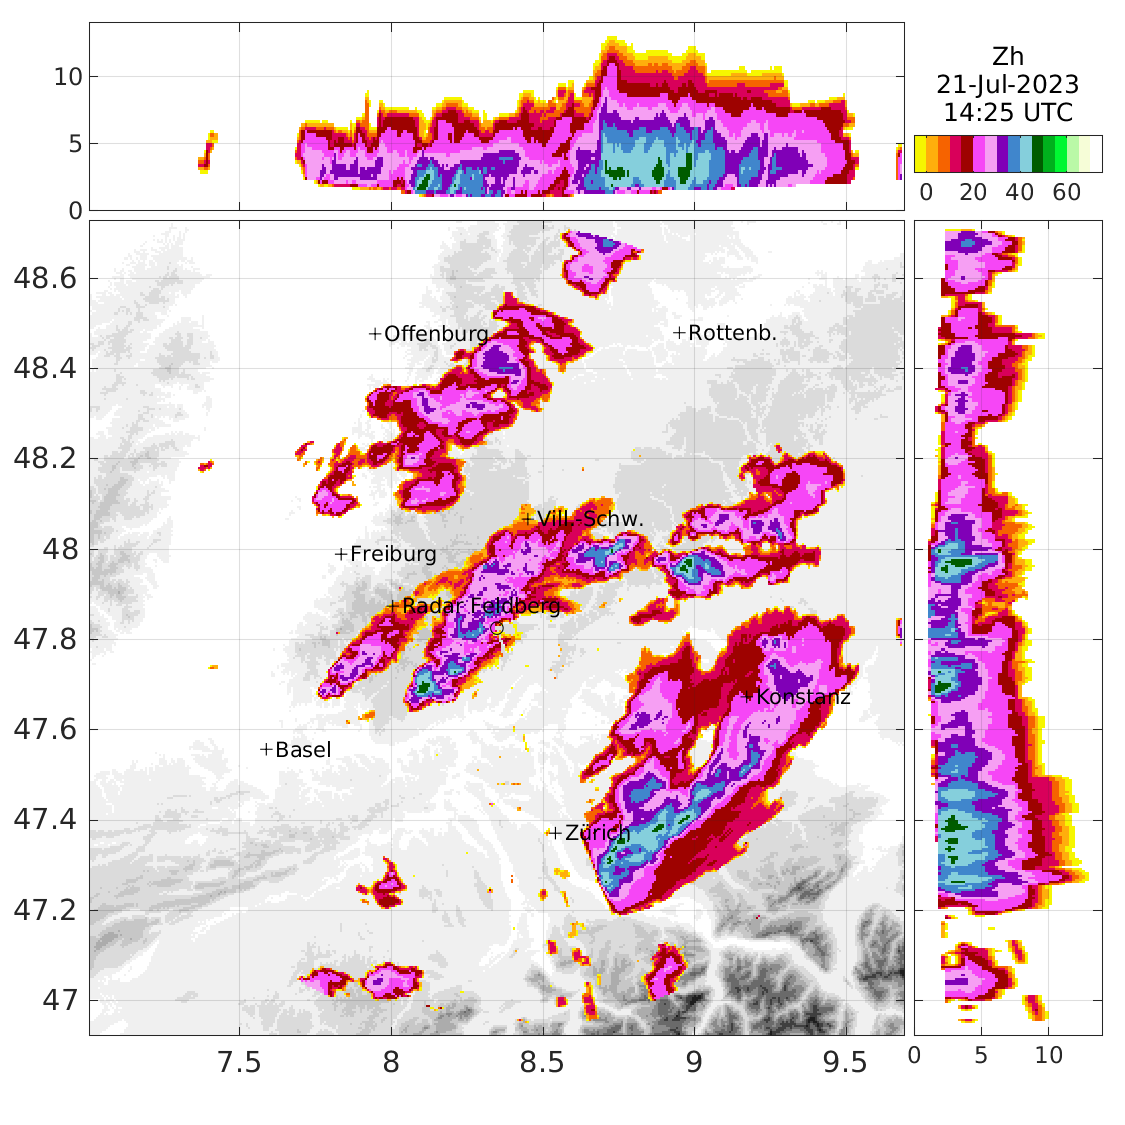 10
5
0
Zh
21-Jul-2023
14:25 UTC
0 20 40 60
48.6
48.4
48.2
48
47.8
47.6
47.4
47.2
47
+Offenburg
+Rottenb.
+Vill.-Schw.
+Freiburg
+Radar Feldberg
+Konstanz
+Basel
+Zürich
7.5 8 8.5 9 9.5
0 5 10